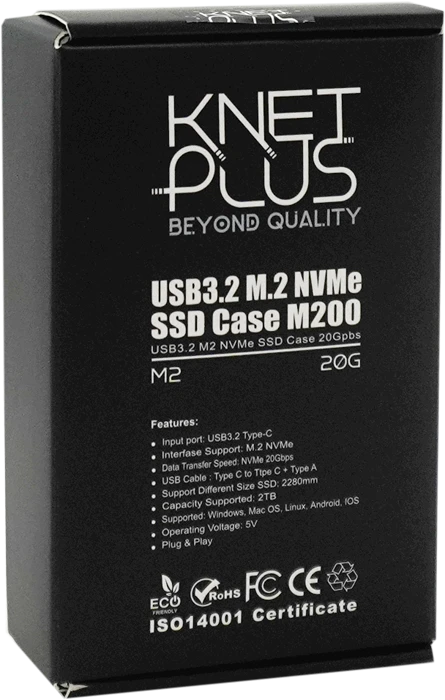 KNET
PLUS
BEYOND QUALITY
USB3.2 M.2 NVMe
SSD Case M200
USB3.2 M2 NVMe SSD Case 20Gpbs
M2 20G
Features:
• Input port: USB3.2 Type-C
• Interfase Support: M.2 NVMe
• Data Transfer Speed: NVMe 20Gbps
• USB Cable : Type C to TtIpe C + Type A
• Support Different Size SSD: 2280mm
• Capacity Supported: 2TB
• Supported: Windows, Mac OS, Linux, Android, IOS
• Operating Voltage: 5V
• Plug & Play
ECO
FRIENDLY
RoHS
FC CE
ISO14001 Certificate